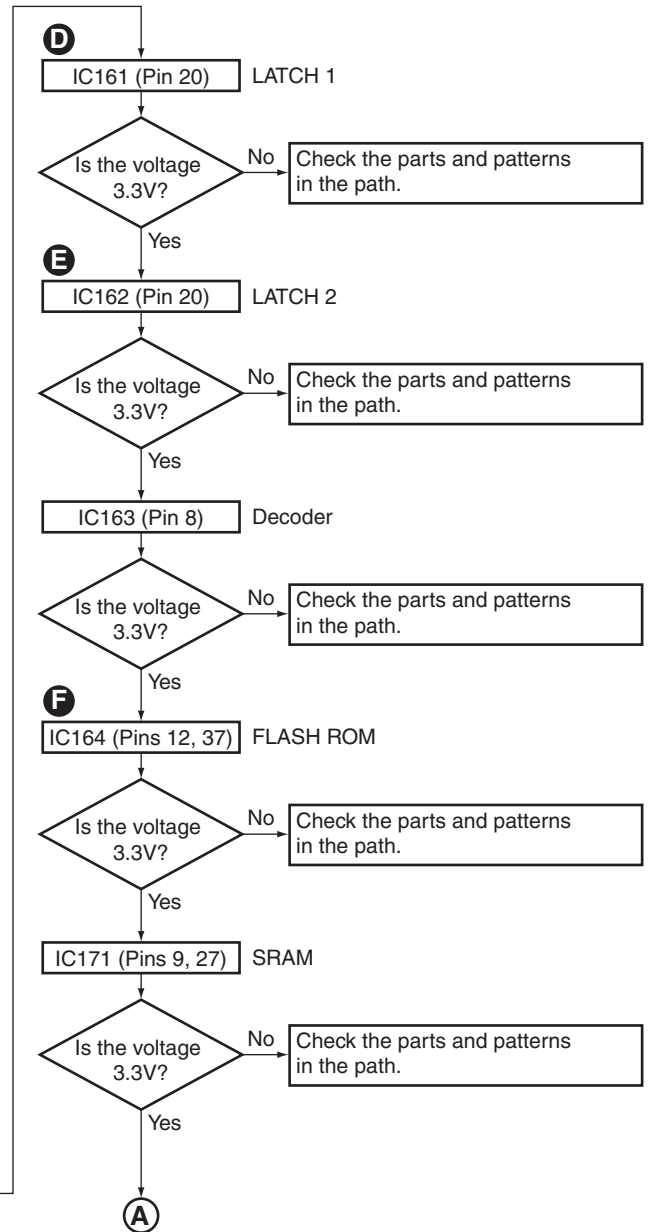 D
IC161 (Pin 20) LATCH 1
Is the voltage
3.3V?
No
Check the parts and patterns
in the path.
Yes
E
IC162 (Pin 20) LATCH 2
Is the voltage
3.3V?
No
Check the parts and patterns
in the path.
Yes
IC163 (Pin 8) Decoder
Is the voltage
3.3V?
No
Check the parts and patterns
in the path.
Yes
F
IC164 (Pins 12, 37) FLASH ROM
Is the voltage
3.3V?
No
Check the parts and patterns
in the path.
Yes
IC171 (Pins 9, 27) SRAM
Is the voltage
3.3V?
No
Check the parts and patterns
in the path.
Yes
A